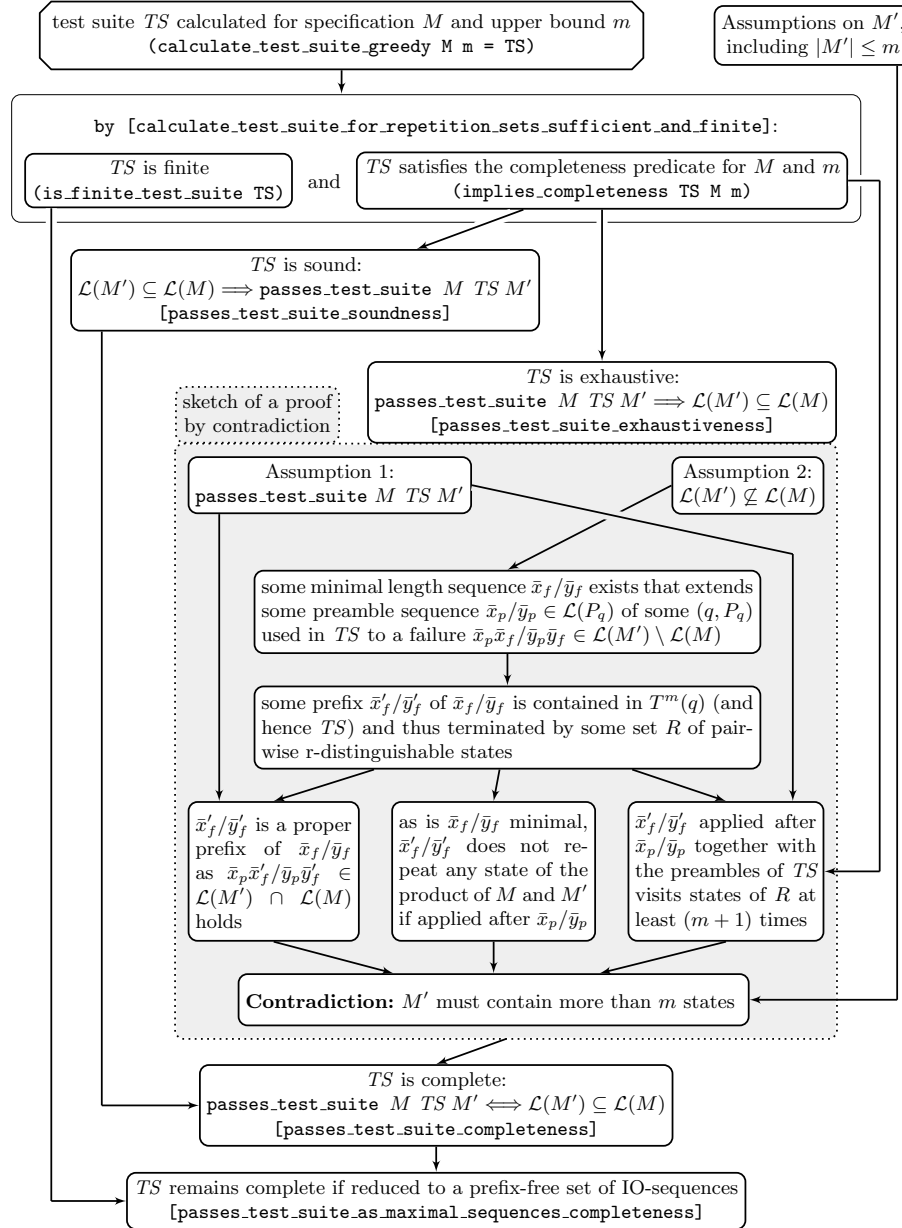 test suite TS calculated for specification M and upper bound m
(calculate_test_suite_greedy M m = TS)
Assumptions on M′,
including |M′| ≤ m
by [calculate_test_suite_for_repetition_sets_sufficient_and_finite]:
TS is finite
(is_finite_test_suite TS)
and
TS satisfies the completeness predicate for M and m
(implies_completeness TS M m)
TS is sound:
ℒ(M′) ⊆ ℒ(M) ⟹ passes_test_suite M TS M′
[passes_test_suite_soundness]
TS is exhaustive:
passes_test_suite M TS M′ ⟹ ℒ(M′) ⊆ ℒ(M)
[passes_test_suite_exhaustiveness]
sketch of a proof
by contradiction
Assumption 1:
passes_test_suite M TS M′
Assumption 2:
ℒ(M′) ⊈ ℒ(M)
some minimal length sequence x̄_f/ȳ_f exists that extends
some preamble sequence x̄_p/ȳ_p ∈ ℒ(P_q) of some (q, P_q)
used in TS to a failure x̄_p x̄_f/ȳ_p ȳ_f ∈ ℒ(M′) \ ℒ(M)
some prefix x̄′_f/ȳ′_f of x̄_f/ȳ_f is contained in T^m(q) (and
hence TS) and thus terminated by some set R of pair-
wise r-distinguishable states
x̄′_f/ȳ′_f is a proper
prefix of x̄_f/ȳ_f
as x̄_p x̄′_f/ȳ_p ȳ′_f ∈
ℒ(M′) ∩ ℒ(M)
holds
as is x̄_f/ȳ_f minimal,
x̄′_f/ȳ′_f does not re-
peat any state of the
product of M and M′
if applied after x̄_p/ȳ_p
x̄′_f/ȳ′_f applied after
x̄_p/ȳ_p together with
the preambles of TS
visits states of R at
least (m + 1) times
Contradiction: M′ must contain more than m states
TS is complete:
passes_test_suite M TS M′ ⟺ ℒ(M′) ⊆ ℒ(M)
[passes_test_suite_completeness]
TS remains complete if reduced to a prefix-free set of IO-sequences
[passes_test_suite_as_maximal_sequences_completeness]